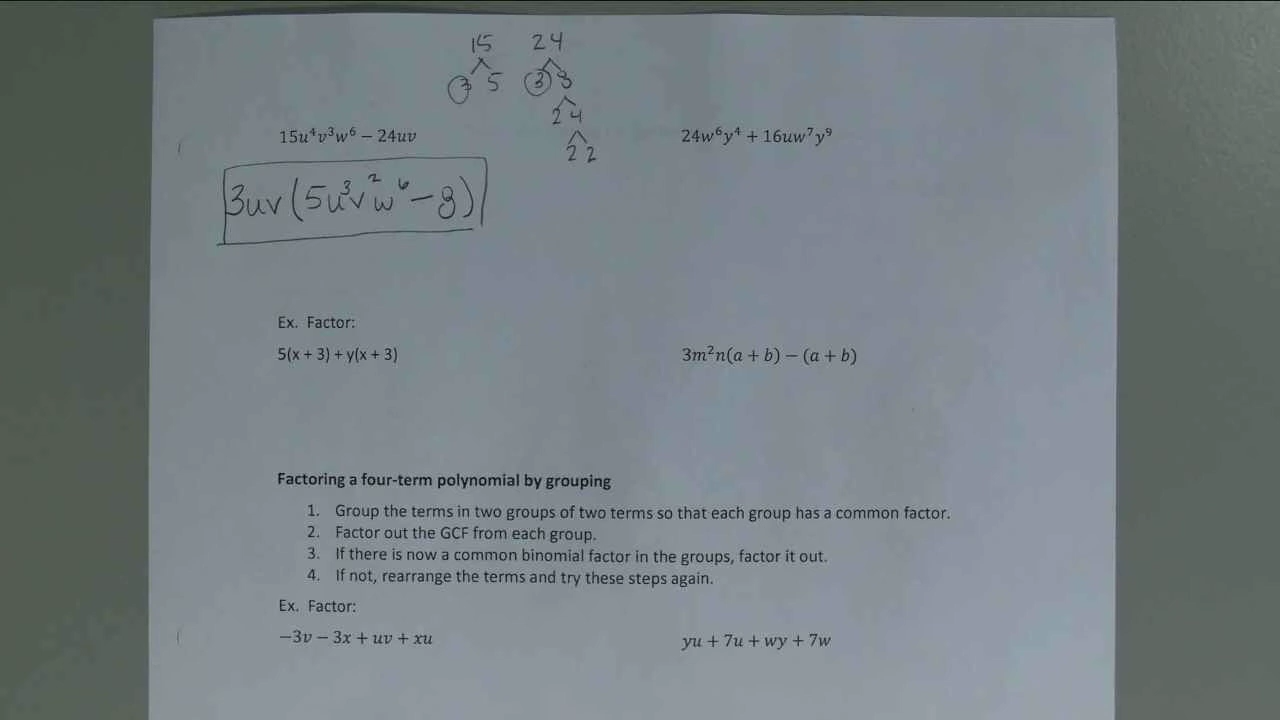 15 24
3 5 3 8
2 4
2 2
15u⁴v³w⁶ − 24uv
24w⁶y⁴ + 16uw⁷y⁹
3uv(5u³v²w⁶ − 8)
Ex. Factor:
5(x + 3) + y(x + 3)
3m²n(a + b) − (a + b)
Factoring a four-term polynomial by grouping
1. Group the terms in two groups of two terms so that each group has a common factor.
2. Factor out the GCF from each group.
3. If there is now a common binomial factor in the groups, factor it out.
4. If not, rearrange the terms and try these steps again.
Ex. Factor:
−3v − 3x + uv + xu
yu + 7u + wy + 7w